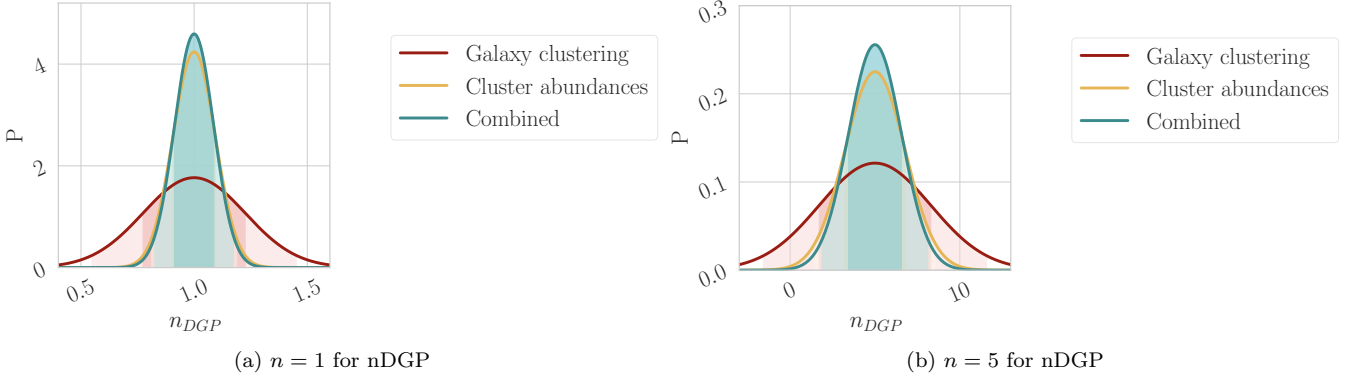 P
4
2
0
0.5
1.0
1.5
n_{DGP}
Galaxy clustering
Cluster abundances
Combined
(a) n = 1 for nDGP
P
0.3
0.2
0.1
0.0
0
10
n_{DGP}
Galaxy clustering
Cluster abundances
Combined
(b) n = 5 for nDGP